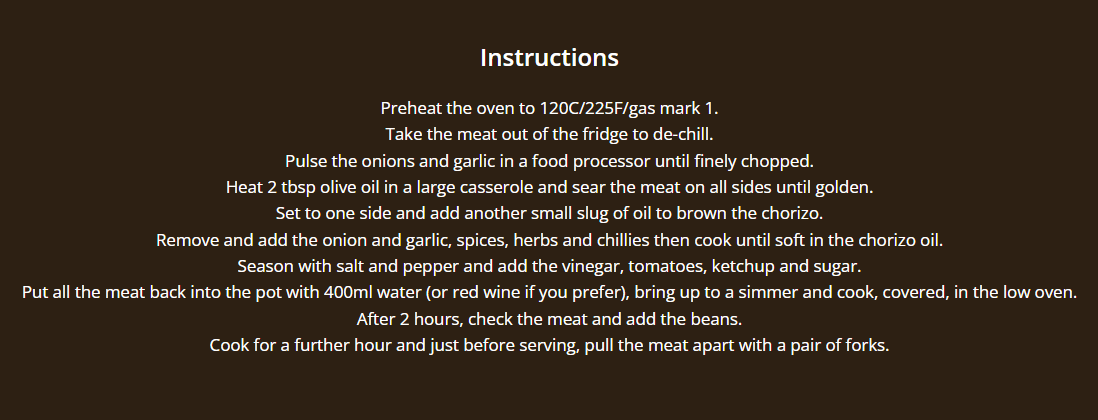 Instructions
Preheat the oven to 120C/225F/gas mark 1.
Take the meat out of the fridge to de-chill.
Pulse the onions and garlic in a food processor until finely chopped.
Heat 2 tbsp olive oil in a large casserole and sear the meat on all sides until golden.
Set to one side and add another small slug of oil to brown the chorizo.
Remove and add the onion and garlic, spices, herbs and chillies then cook until soft in the chorizo oil.
Season with salt and pepper and add the vinegar, tomatoes, ketchup and sugar.
Put all the meat back into the pot with 400ml water (or red wine if you prefer), bring up to a simmer and cook, covered, in the low oven.
After 2 hours, check the meat and add the beans.
Cook for a further hour and just before serving, pull the meat apart with a pair of forks.